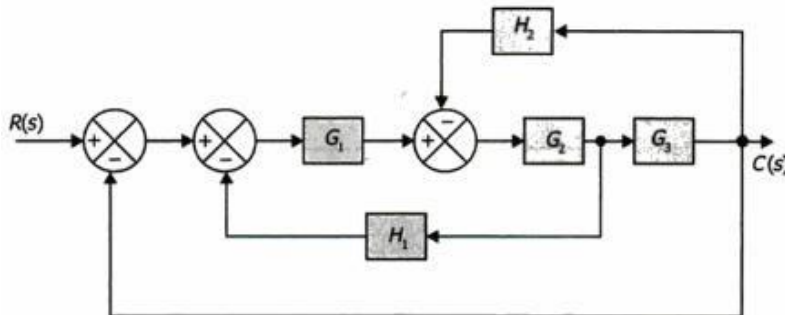 H₂
R(s) + − + − G₁ + − G₂ G₃ C(s)
H₁